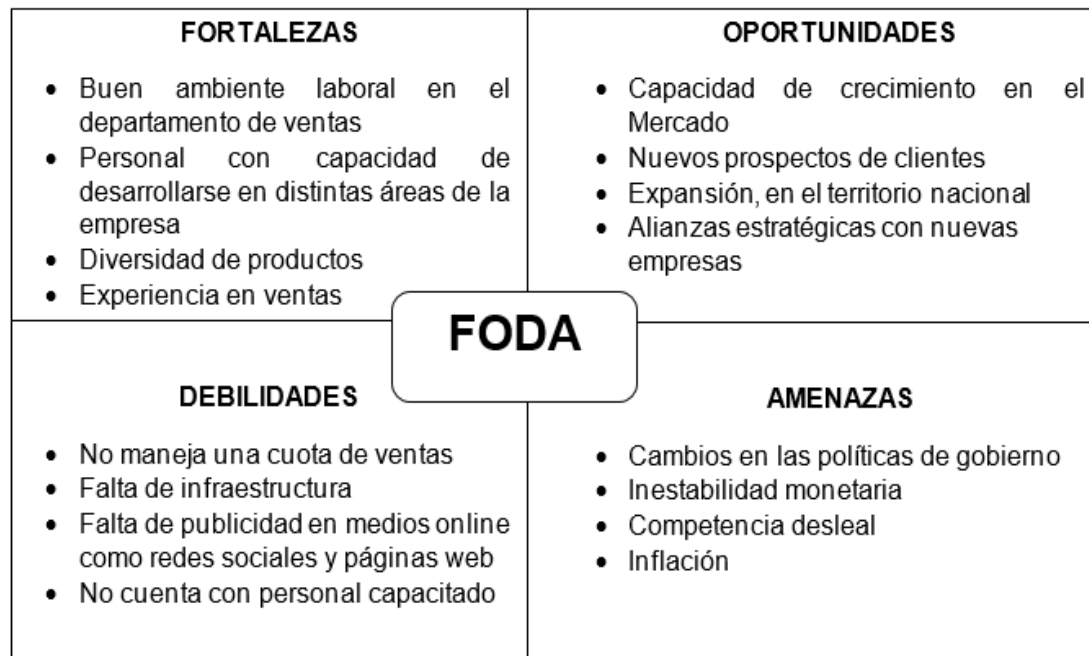 FORTALEZAS
• Buen ambiente laboral en el
departamento de ventas
• Personal con capacidad de
desarrollarse en distintas áreas de la
empresa
• Diversidad de productos
• Experiencia en ventas
OPORTUNIDADES
• Capacidad de crecimiento en el
Mercado
• Nuevos prospectos de clientes
• Expansión, en el territorio nacional
• Alianzas estratégicas con nuevas
empresas
FODA
DEBILIDADES
• No maneja una cuota de ventas
• Falta de infraestructura
• Falta de publicidad en medios online
como redes sociales y páginas web
• No cuenta con personal capacitado
AMENAZAS
• Cambios en las políticas de gobierno
• Inestabilidad monetaria
• Competencia desleal
• Inflación